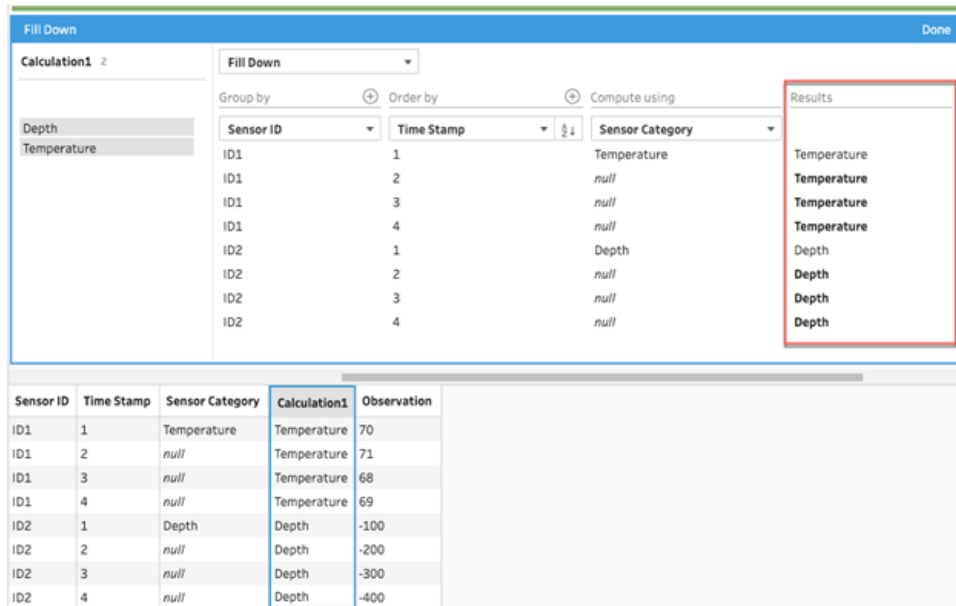 Fill Down Done
Calculation1 2 Fill Down
Group by Order by Compute using Results
Depth Sensor ID Time Stamp Sensor Category
Temperature ID1 1 Temperature Temperature
ID1 2 null Temperature
ID1 3 null Temperature
ID1 4 null Temperature
ID2 1 Depth Depth
ID2 2 null Depth
ID2 3 null Depth
ID2 4 null Depth
Sensor ID Time Stamp Sensor Category Calculation1 Observation
ID1 1 Temperature Temperature 70
ID1 2 null Temperature 71
ID1 3 null Temperature 68
ID1 4 null Temperature 69
ID2 1 Depth Depth -100
ID2 2 null Depth -200
ID2 3 null Depth -300
ID2 4 null Depth -400